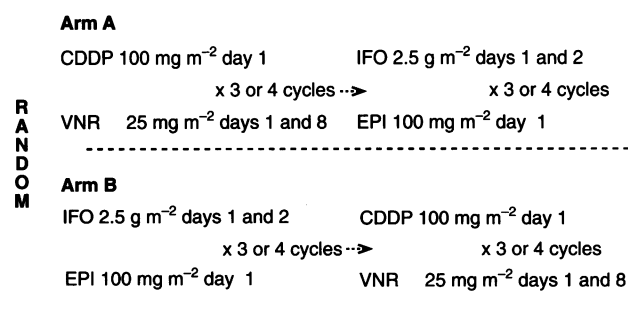 RANDOM
Arm A
CDDP 100 mg m⁻² day 1 IFO 2.5 g m⁻² days 1 and 2
x 3 or 4 cycles --➤ x 3 or 4 cycles
VNR 25 mg m⁻² days 1 and 8 EPI 100 mg m⁻² day 1
Arm B
IFO 2.5 g m⁻² days 1 and 2 CDDP 100 mg m⁻² day 1
x 3 or 4 cycles --➤ x 3 or 4 cycles
EPI 100 mg m⁻² day 1 VNR 25 mg m⁻² days 1 and 8